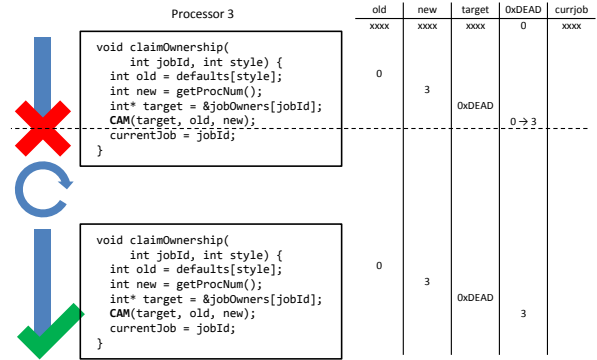 Processor 3
old new target 0xDEAD currjob
xxxx xxxx xxxx 0 xxxx
void claimOwnership(
int jobId, int style) {
int old = defaults[style];
int new = getProcNum();
int* target = &jobOwners[jobId];
CAM(target, old, new);
currentJob = jobId;
}
0
3
0xDEAD
0 → 3
void claimOwnership(
int jobId, int style) {
int old = defaults[style];
int new = getProcNum();
int* target = &jobOwners[jobId];
CAM(target, old, new);
currentJob = jobId;
}
0
3
0xDEAD
3